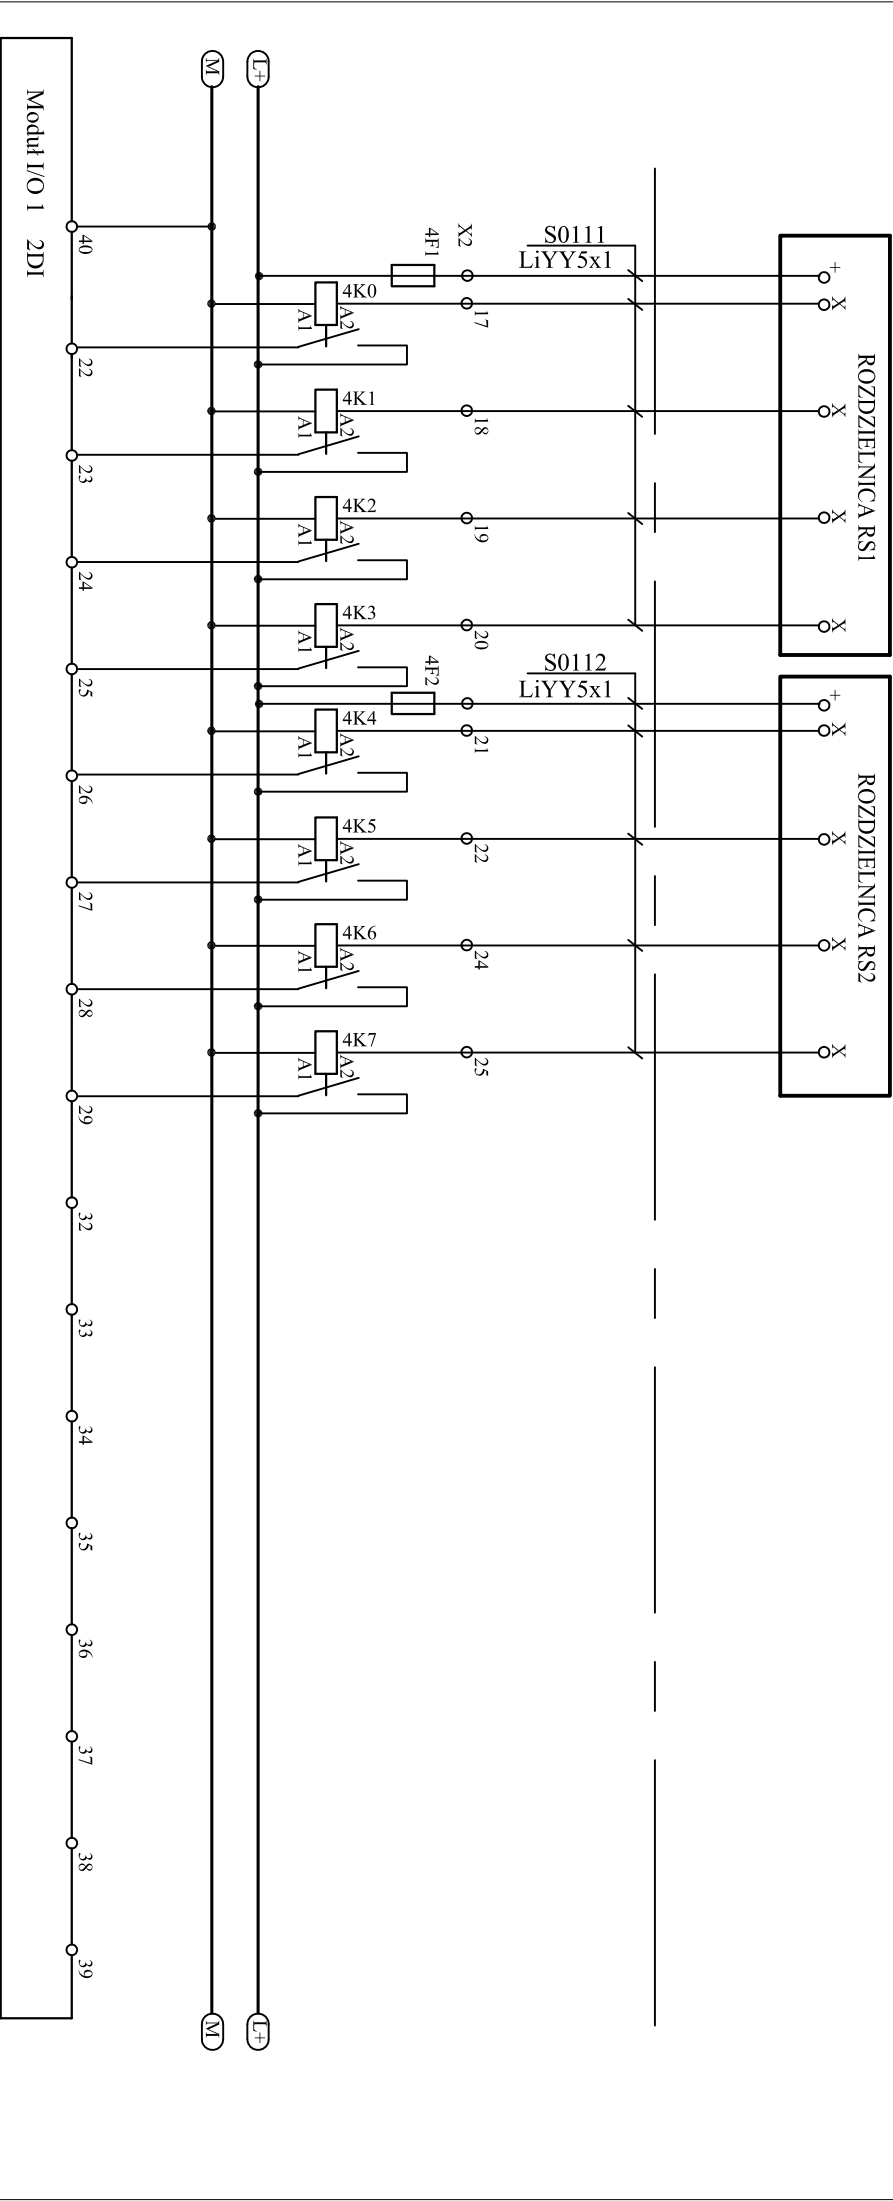 ROZDZIELNICA RS1
+
X
X
X
X
ROZDZIELNICA RS2
+
X
X
X
X
S0111
LiYY5x1
S0112
LiYY5x1
X2
17
18
19
20
21
22
24
25
4F1
4F2
4K0
A2
A1
4K1
A2
A1
4K2
A2
A1
4K3
A2
A1
4K4
A2
A1
4K5
A2
A1
4K6
A2
A1
4K7
A2
A1
L+
L+
M
M
40
22
23
24
25
26
27
28
29
32
33
34
35
36
37
38
39
Moduł I/O 1 2DI